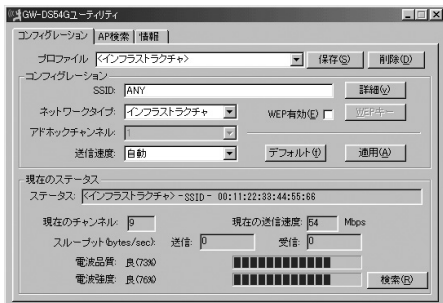 GW-DS54Gユーティリティ
コンフィグレーション AP検索 情報
プロファイル <インフラストラクチャ> 保存(S) 削除(D)
コンフィグレーション
SSID: ANY 詳細(V)
ネットワークタイプ: インフラストラクチャ WEP有効(E) WEPキー
アドホックチャンネル: 1
送信速度: 自動 デフォルト(t) 適用(A)
現在のステータス
ステータス: <インフラストラクチャ> - SSID - 00:11:22:33:44:55:66
現在のチャンネル: 9 現在の送信速度: 54 Mbps
スループット(bytes/sec): 送信: 0 受信: 0
電波品質: 良(73%)
電波強度: 良(76%) 検索(R)